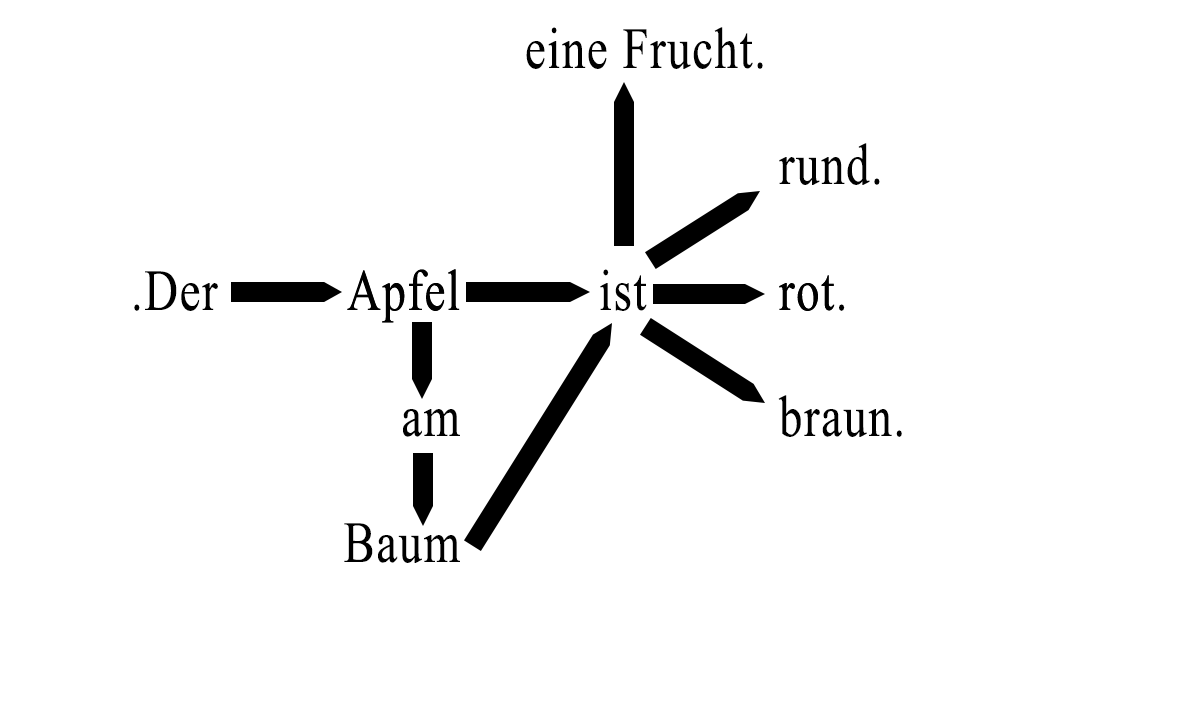 eine Frucht.
rund.
.Der Apfel ist rot.
am
braun.
Baum